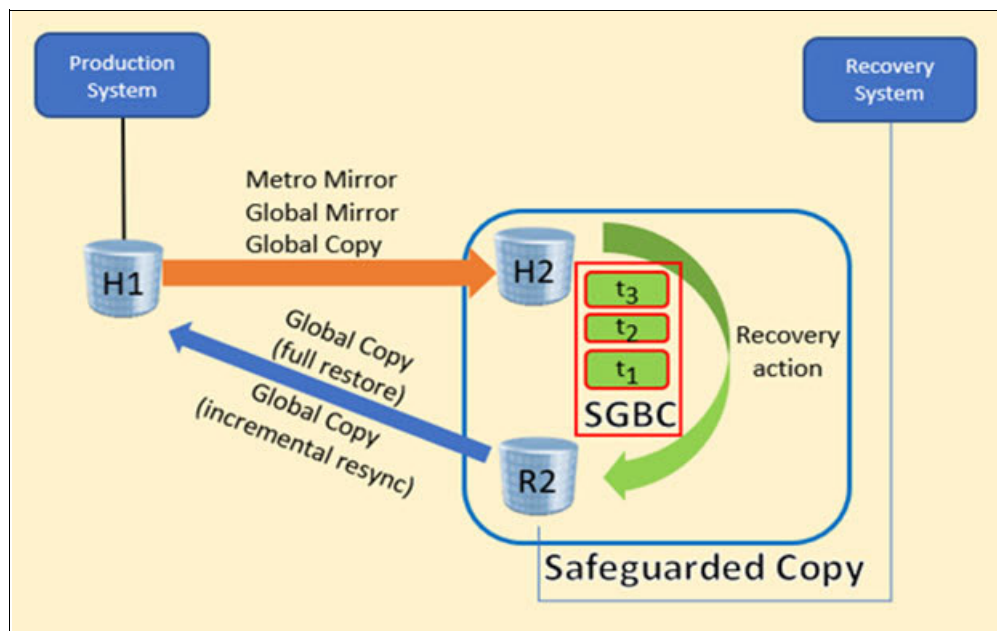 Production
System
Recovery
System
Metro Mirror
Global Mirror
Global Copy
H1
H2
t3
t2
t1
SGBC
Recovery
action
Global Copy
(full restore)
Global Copy
(incremental resync)
R2
Safeguarded Copy